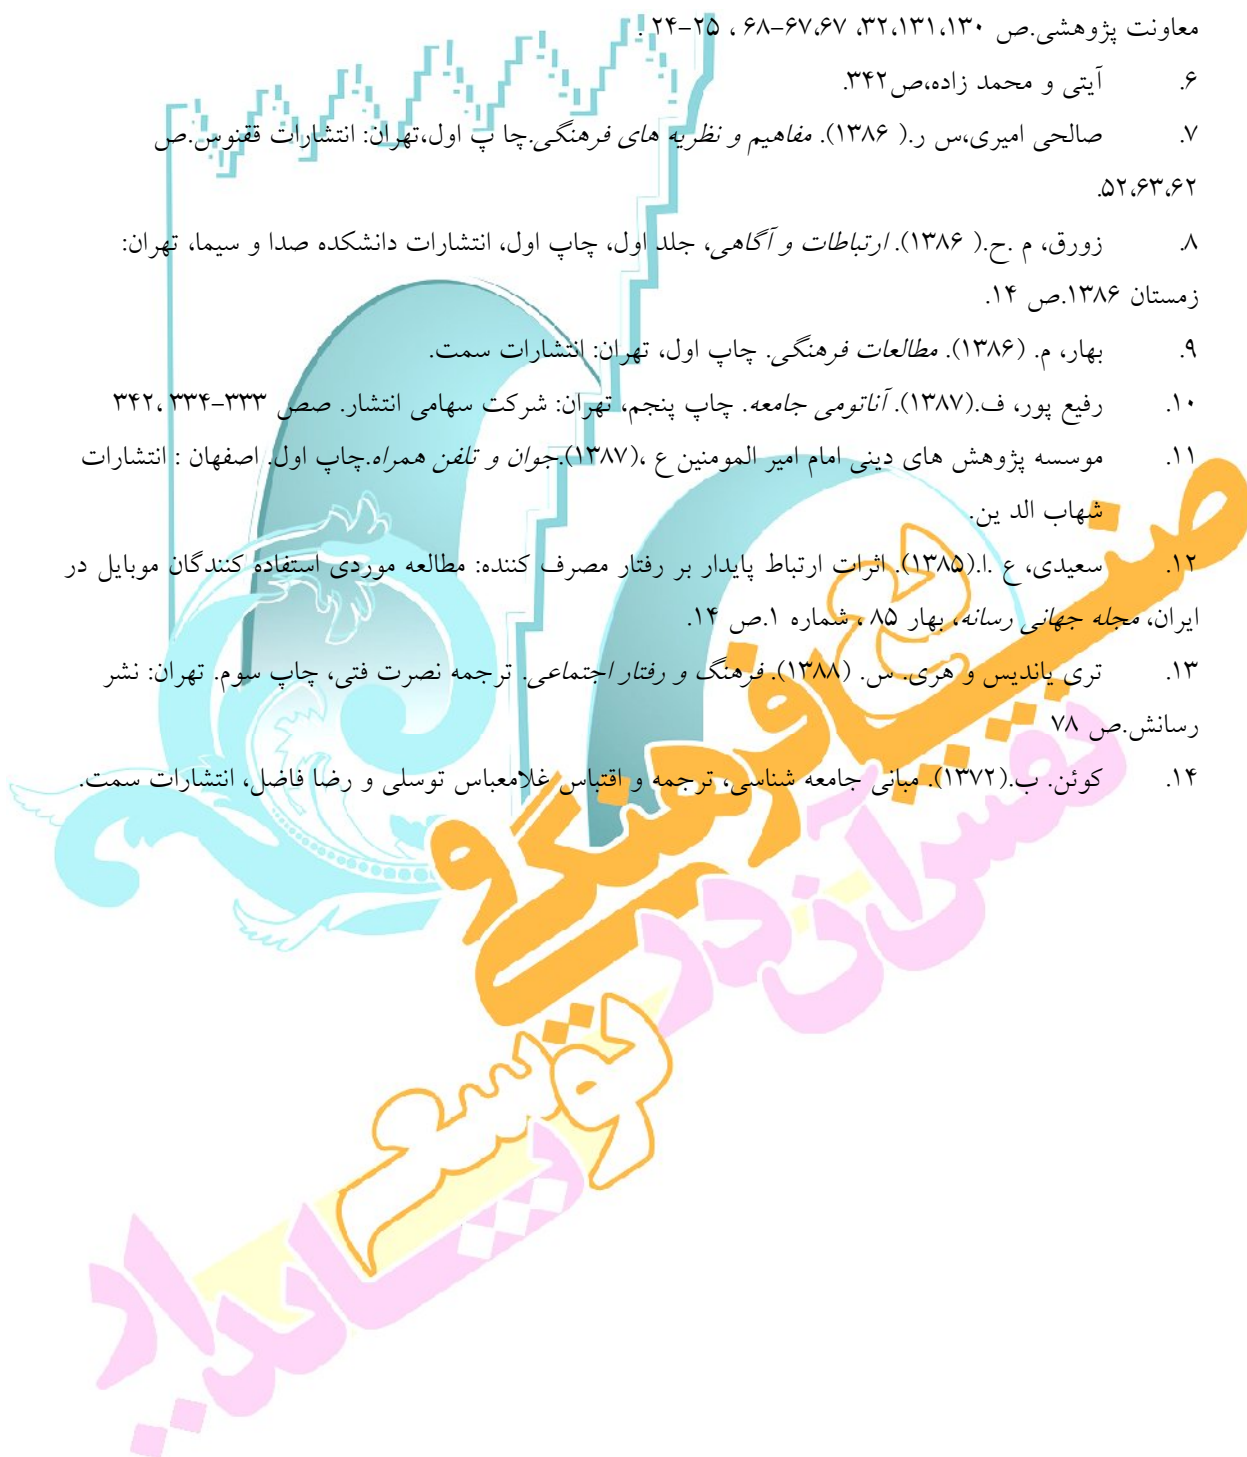 معاونت پژوهشی.ص ۳۲،۱۳۱،۱۳۰، ۶۸-۶۷،۶۷ ، ۲۵-۲۴ .
۶. آیتی و محمد زاده،ص۳۴۲.
۷. صالحی امیری،س ر.( ۱۳۸۶). مفاهیم و نظریه های فرهنگی.چا پ اول،تهران: انتشارات ققنوس.ص
۵۲،۶۳،۶۲.
۸. زورق، م .ح.( ۱۳۸۶). ارتباطات و آگاهی، جلد اول، چاپ اول، انتشارات دانشکده صدا و سیما، تهران:
زمستان ۱۳۸۶.ص ۱۴.
۹. بهار، م. (۱۳۸۶). مطالعات فرهنگی. چاپ اول، تهران: انتشارات سمت.
۱۰. رفیع پور، ف.(۱۳۸۷). آناتومی جامعه. چاپ پنجم، تهران: شرکت سهامی انتشار. صص ۳۳۳-۳۳۴ ،۳۴۲
۱۱. موسسه پژوهش های دینی امام امیر المومنین ع ،(۱۳۸۷).جوان و تلفن همراه.چاپ اول. اصفهان : انتشارات
شهاب الد ین.
۱۲. سعیدی، ع .ا.(۱۳۸۵). اثرات ارتباط پایدار بر رفتار مصرف کننده: مطالعه موردی استفاده کنندگان موبایل در
ایران، مجله جهانی رسانه، بهار ۸۵ ، شماره ۱.ص ۱۴.
۱۳. تری یاندیس و هری. س. (۱۳۸۸). فرهنگ و رفتار اجتماعی. ترجمه نصرت فتی، چاپ سوم. تهران: نشر
رسانش.ص ۷۸
۱۴. کوئن. ب.(۱۳۷۲). مبانی جامعه شناسی، ترجمه و اقتباس غلامعباس توسلی و رضا فاضل، انتشارات سمت.
صنایع فرهنگی و
نقش آن در
توسعه
پایدار